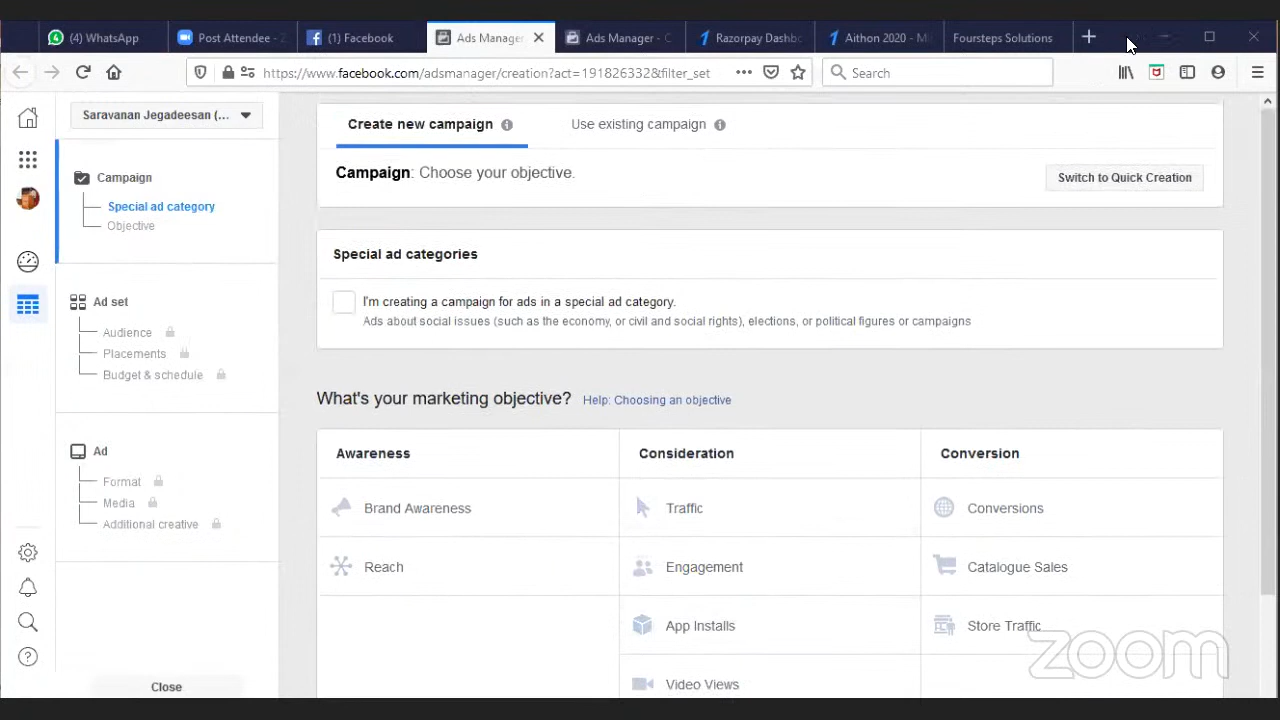 (4) WhatsApp
Post Attendee - Z
(1) Facebook
Ads Manager
Ads Manager - C
Razorpay Dashbo
Aithon 2020 - Mi
Foursteps Solutions
https://www.facebook.com/adsmanager/creation?act=191826332&filter_set
Search
Saravanan Jegadeesan (...
Campaign
Special ad category
Objective
Ad set
Audience
Placements
Budget & schedule
Ad
Format
Media
Additional creative
Close
Create new campaign
Use existing campaign
Campaign: Choose your objective.
Switch to Quick Creation
Special ad categories
I'm creating a campaign for ads in a special ad category.
Ads about social issues (such as the economy, or civil and social rights), elections, or political figures or campaigns
What's your marketing objective? Help: Choosing an objective
Awareness
Consideration
Conversion
Brand Awareness
Traffic
Conversions
Reach
Engagement
Catalogue Sales
App Installs
Store Traffic
Video Views
zoom